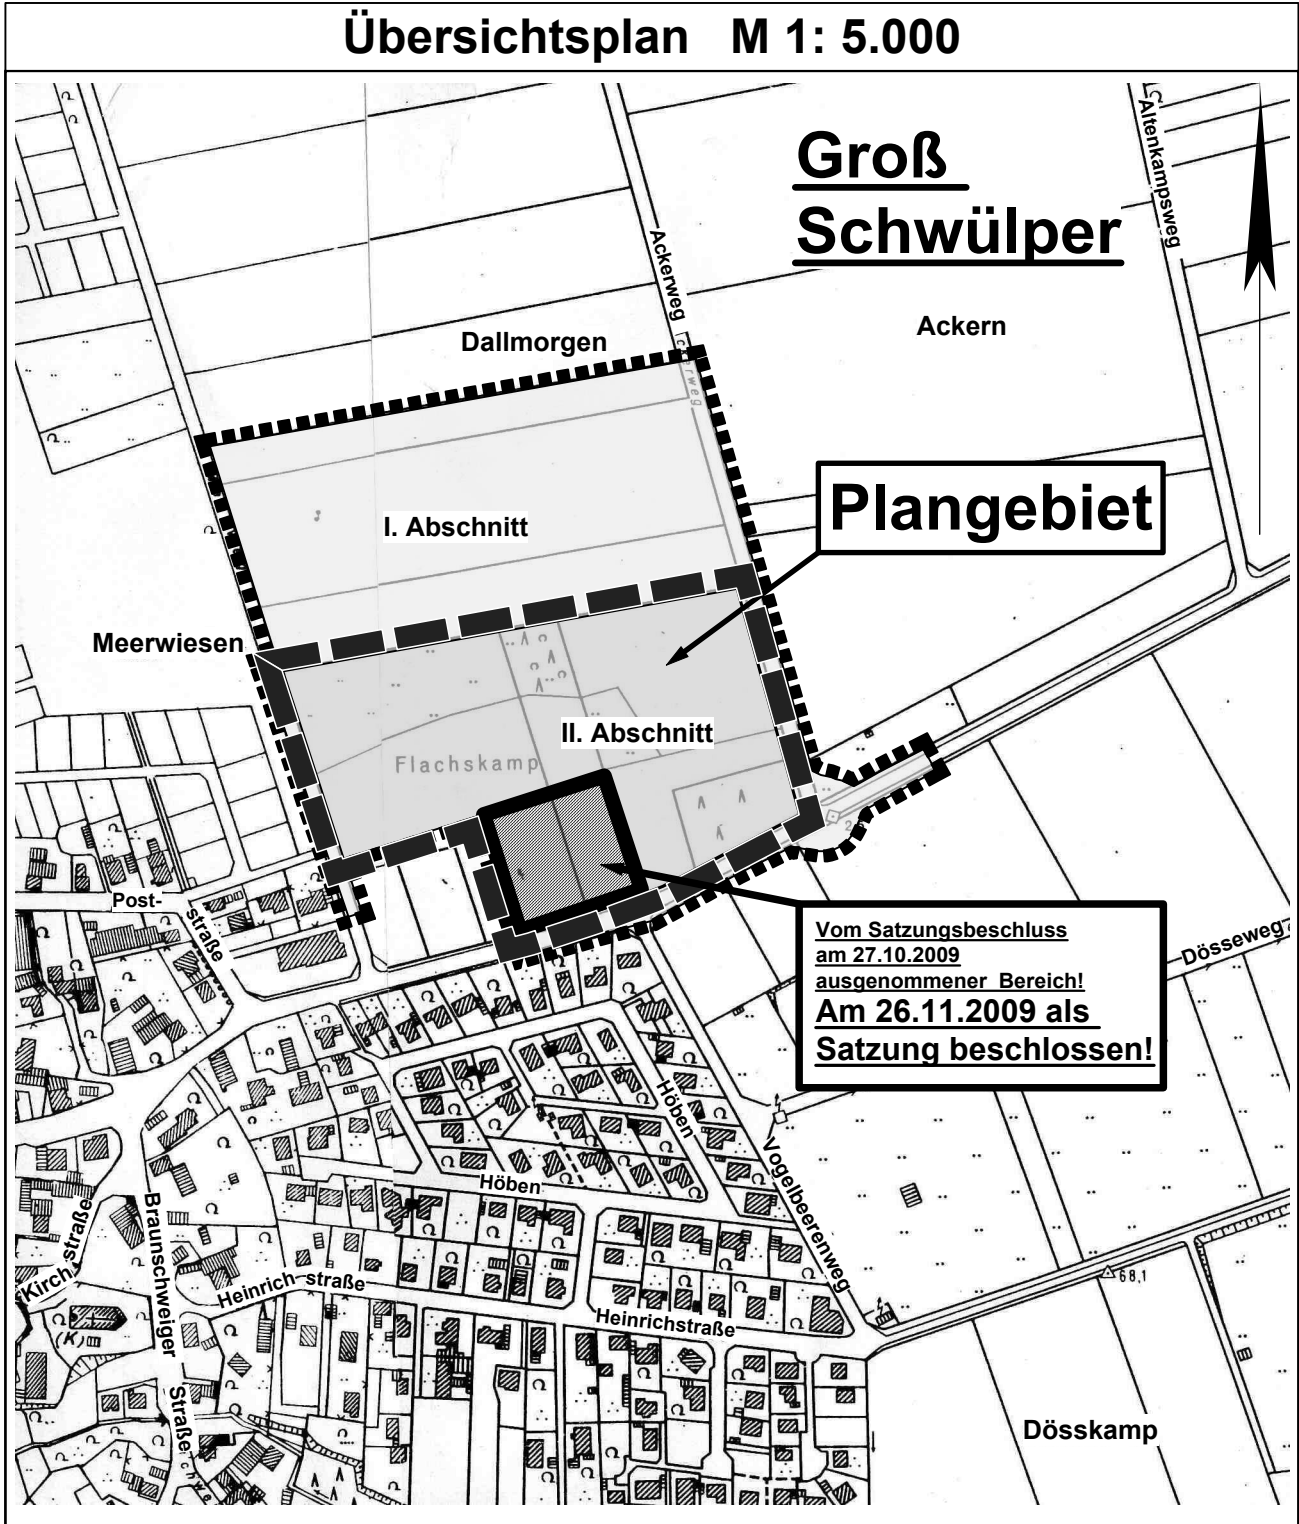 Übersichtsplan M 1: 5.000
Groß
Schwülper
Altenkampsweg
Ackerweg
Ackern
Dallmorgen
Plangebiet
I. Abschnitt
Meerwiesen
II. Abschnitt
Flachskamp
Post-
straße
Vom Satzungsbeschluss
am 27.10.2009
ausgenommener Bereich!
Am 26.11.2009 als
Satzung beschlossen!
Dösseweg
Höben
Höben
Vogelbeerenweg
Kirch straße
Braunschweiger
Straße
Heinrich straße
Heinrichstraße
68,1
(K)
Dösskamp